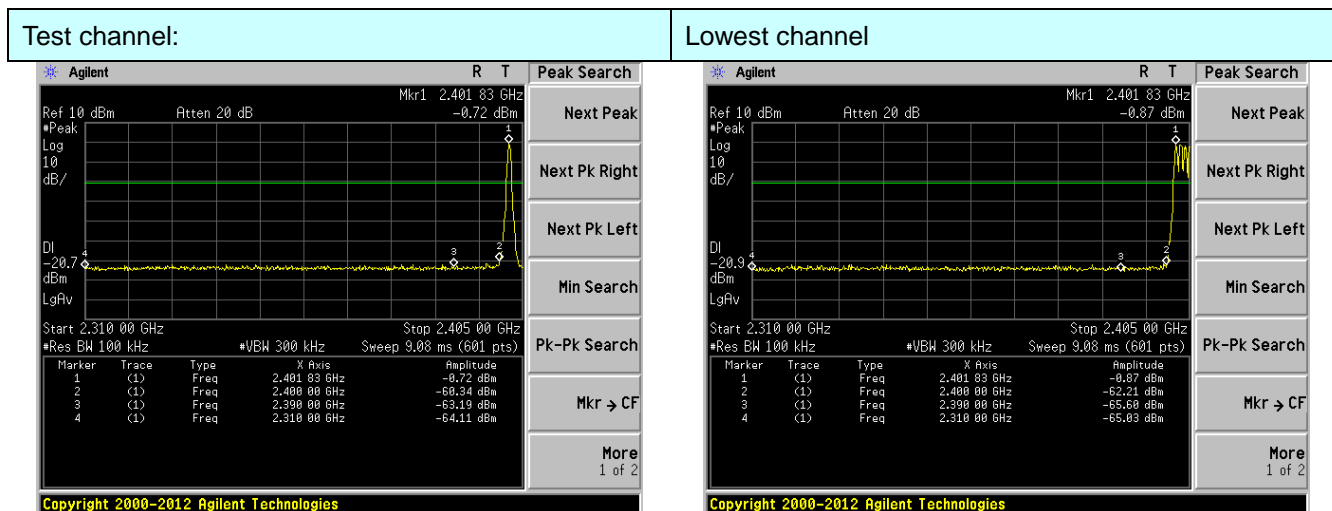 Test channel:
Lowest channel
Agilent
R T
Peak Search
Mkr1 2.401 83 GHz
Ref 10 dBm Atten 20 dB -0.72 dBm
#Peak
Log
10
dB/
1
DI
-20.7
dBm
LgAv
4
3
2
Start 2.310 00 GHz Stop 2.405 00 GHz
#Res BW 100 kHz #VBW 300 kHz Sweep 9.08 ms (601 pts)
Marker Trace Type X Axis Amplitude
1 (1) Freq 2.401 83 GHz -0.72 dBm
2 (1) Freq 2.400 00 GHz -60.34 dBm
3 (1) Freq 2.390 00 GHz -63.19 dBm
4 (1) Freq 2.310 00 GHz -64.11 dBm
Next Peak
Next Pk Right
Next Pk Left
Min Search
Pk-Pk Search
Mkr → CF
More
1 of 2
Copyright 2000-2012 Agilent Technologies
Agilent
R T
Peak Search
Mkr1 2.401 83 GHz
Ref 10 dBm Atten 20 dB -0.87 dBm
#Peak
Log
10
dB/
1
DI
-20.9
dBm
LgAv
4
3
2
Start 2.310 00 GHz Stop 2.405 00 GHz
#Res BW 100 kHz #VBW 300 kHz Sweep 9.08 ms (601 pts)
Marker Trace Type X Axis Amplitude
1 (1) Freq 2.401 83 GHz -0.87 dBm
2 (1) Freq 2.400 00 GHz -62.21 dBm
3 (1) Freq 2.390 00 GHz -65.60 dBm
4 (1) Freq 2.310 00 GHz -65.03 dBm
Next Peak
Next Pk Right
Next Pk Left
Min Search
Pk-Pk Search
Mkr → CF
More
1 of 2
Copyright 2000-2012 Agilent Technologies